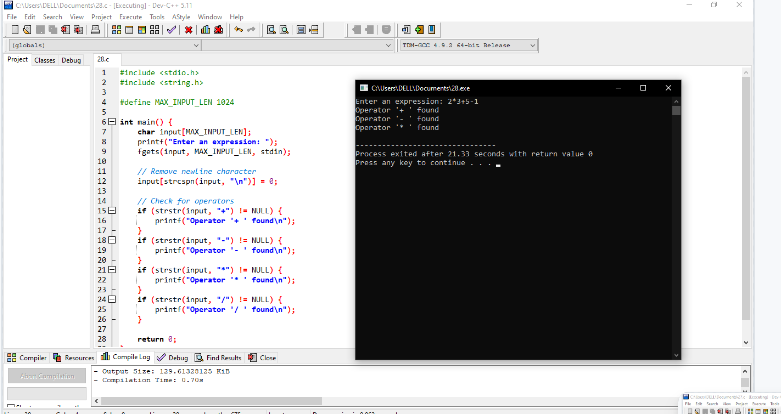 C:\Users\DELL\Documents\28.c - [Executing] - Dev-C++ 5.11
File Edit Search View Project Execute Tools AStyle Window Help
(globals)
TDM-GCC 4.9.2 64-bit Release
Project Classes Debug
28.c
1 #include <stdio.h>
2 #include <string.h>
3
4 #define MAX_INPUT_LEN 1024
5
6 int main() {
7 char input[MAX_INPUT_LEN];
8 printf("Enter an expression: ");
9 fgets(input, MAX_INPUT_LEN, stdin);
10
11 // Remove newline character
12 input[strcspn(input, "\n")] = 0;
13
14 // Check for operators
15 if (strstr(input, "+") != NULL) {
16 printf("Operator '+ ' found\n");
17 }
18 if (strstr(input, "-") != NULL) {
19 printf("Operator '- ' found\n");
20 }
21 if (strstr(input, "*") != NULL) {
22 printf("Operator '* ' found\n");
23 }
24 if (strstr(input, "/") != NULL) {
25 printf("Operator '/ ' found\n");
26 }
27
28 return 0;
C:\Users\DELL\Documents\28.exe
Enter an expression: 2*3+5-1
Operator '+ ' found
Operator '- ' found
Operator '* ' found
--------------------------------
Process exited after 21.33 seconds with return value 0
Press any key to continue . . .
Compiler Resources Compile Log Debug Find Results Close
Abort Compilation
- Output Size: 129.61328125 KiB
- Compilation Time: 0.70s